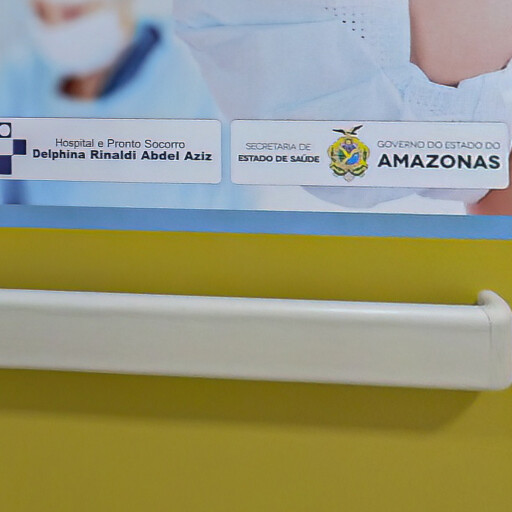 Hospital e Pronto Socorro
Delphina Rinaldi Abdel Aziz
SECRETARIA DE
ESTADO DE SAÚDE
GOVERNO DO ESTADO DO
AMAZONAS